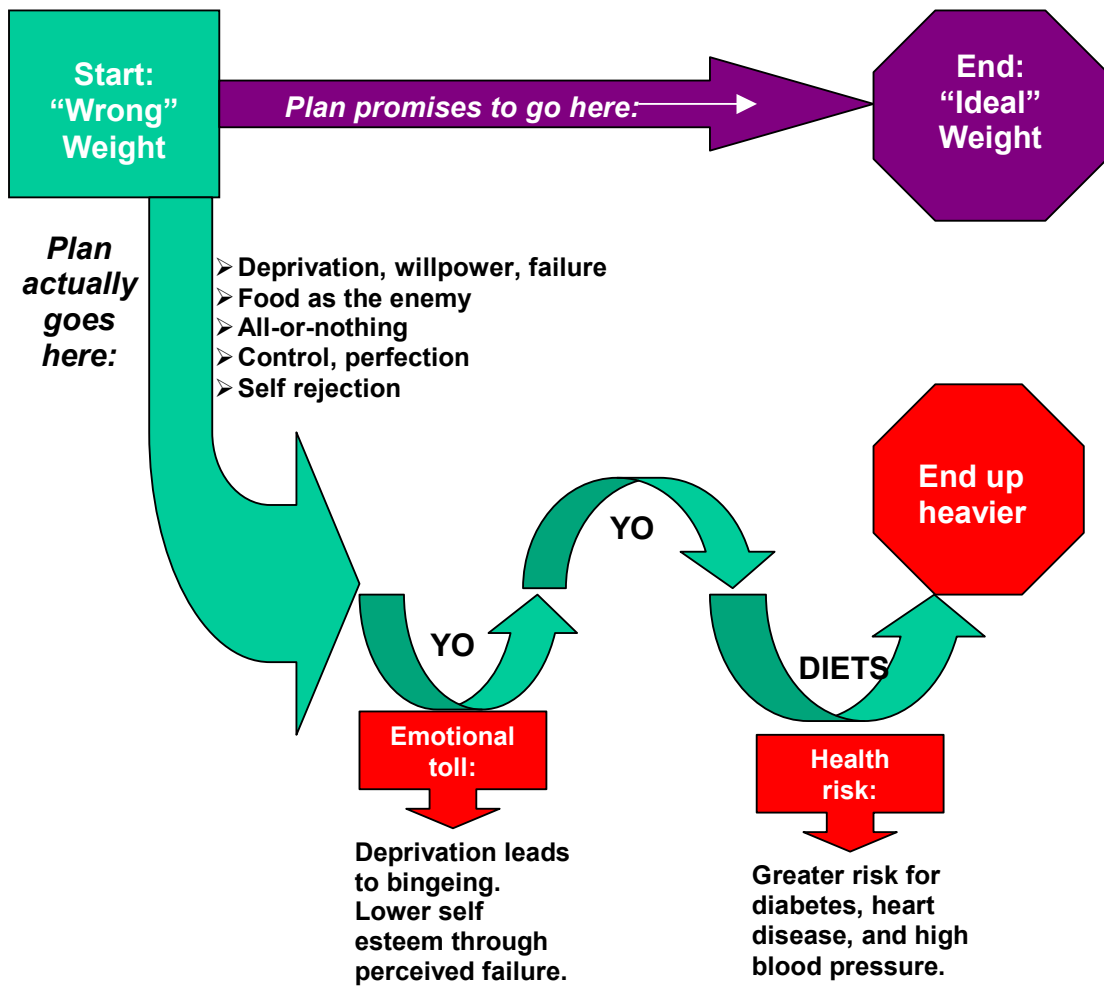 Start:
“Wrong”
Weight
Plan promises to go here:
End:
“Ideal”
Weight
Plan
actually
goes
here:
➢ Deprivation, willpower, failure
➢ Food as the enemy
➢ All-or-nothing
➢ Control, perfection
➢ Self rejection
YO
YO
DIETS
End up
heavier
Emotional
toll:
Deprivation leads
to bingeing.
Lower self
esteem through
perceived failure.
Health
risk:
Greater risk for
diabetes, heart
disease, and high
blood pressure.